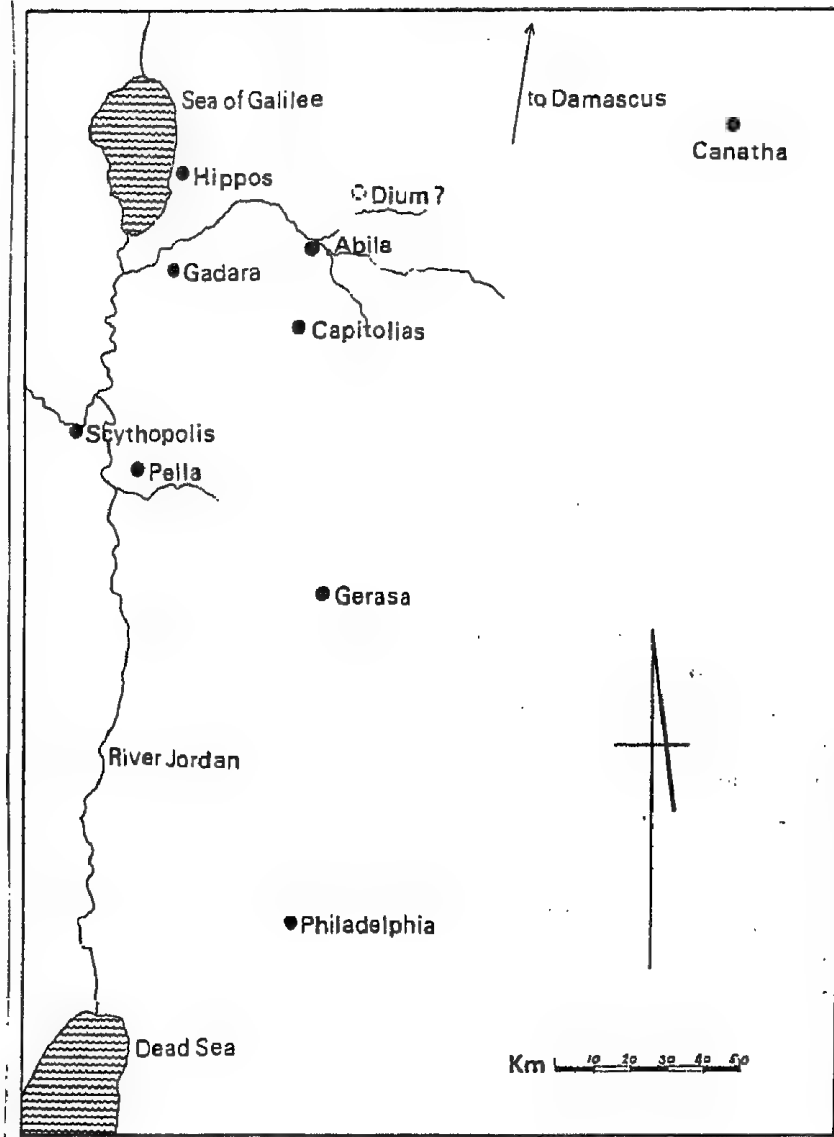 Sea of Galilee
to Damascus
Canatha
Hippos
Dium?
Abila
Gadara
Capitolias
Scythopolis
Pella
Gerasa
River Jordan
Philadelphia
Dead Sea
Km 10 20 30 40 50